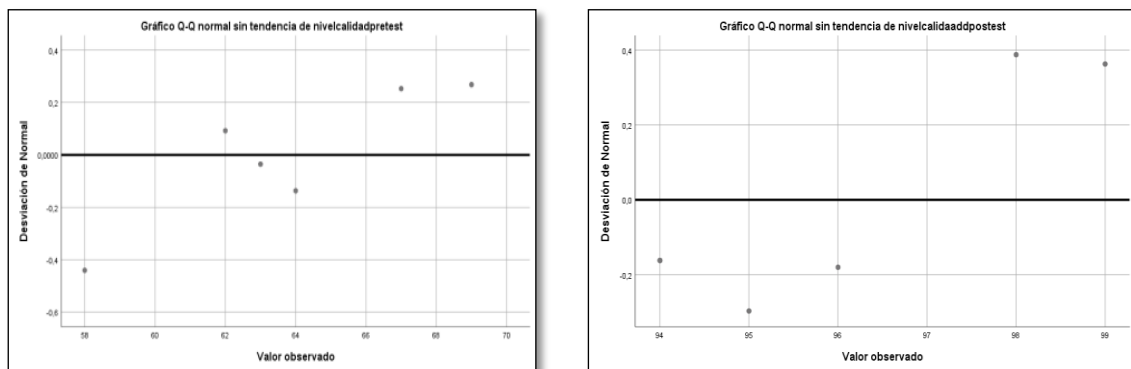 Gráfico Q-Q normal sin tendencia de nivelcalidadpretest
Desviación de Normal
0,4
0,2
0,0000
-0,2
-0,4
-0,6
58 60 62 64 66 68 70
Valor observado
Gráfico Q-Q normal sin tendencia de nivelcalidaaddpostest
Desviación de Normal
0,4
0,2
0,0
-0,2
94 95 96 97 98 99
Valor observado